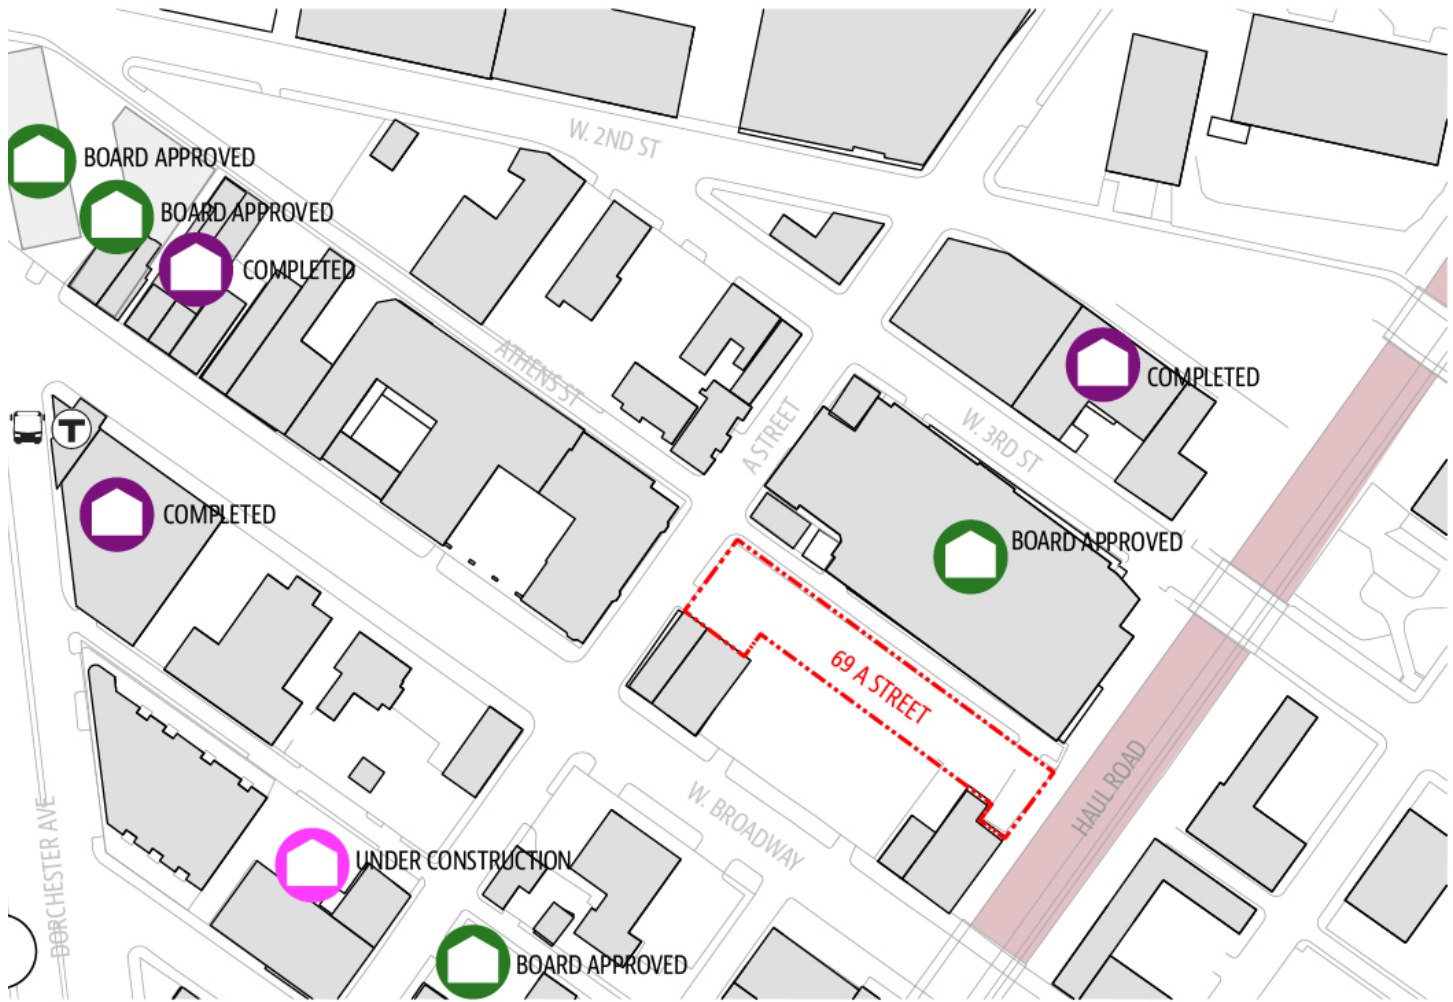 W. 2ND ST
BOARD APPROVED
BOARD APPROVED
COMPLETED
ATHENS ST
COMPLETED
A STREET
W. 3RD ST
T
COMPLETED
BOARD APPROVED
69 A STREET
HAUL ROAD
W. BROADWAY
DORCHESTER AVE
UNDER CONSTRUCTION
BOARD APPROVED